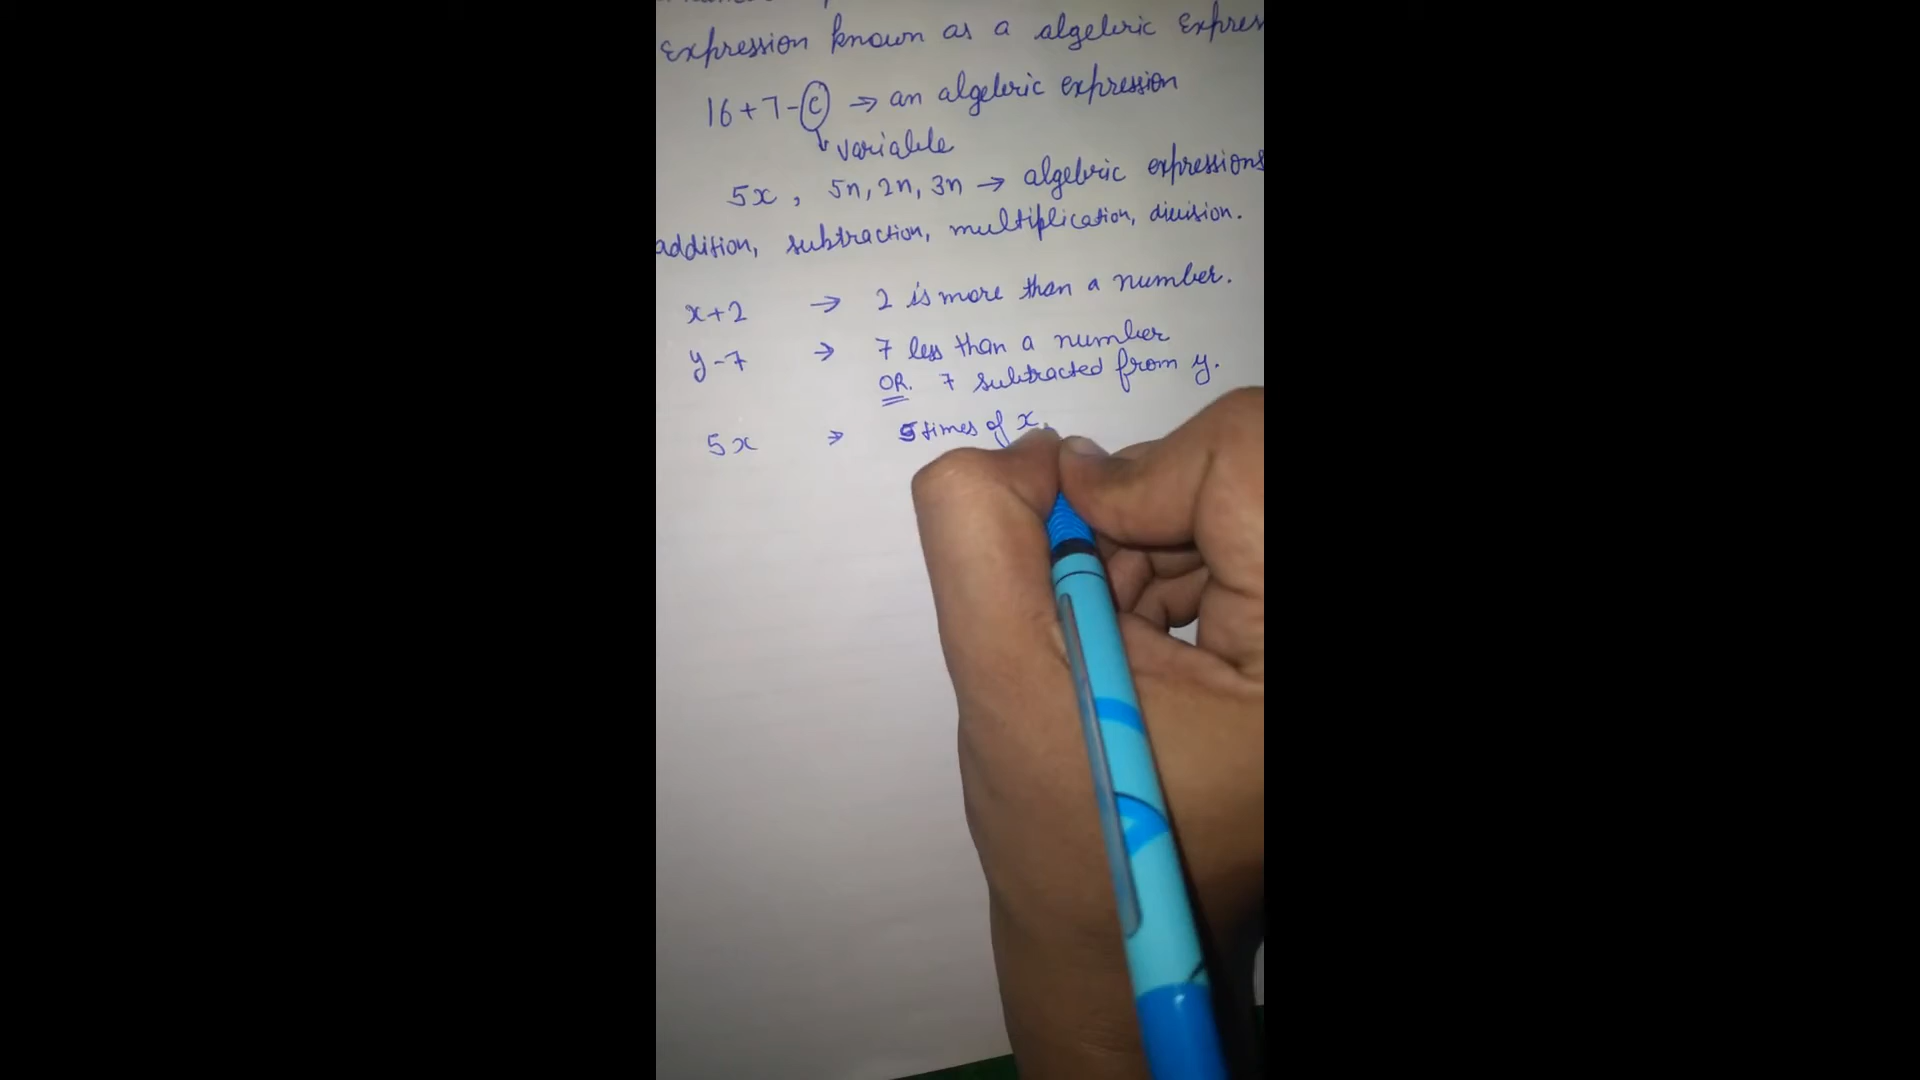 Expression known as a algebric Expres
16+7-c → an algebric expression
variable
5x, 5n, 2n, 3n → algebric expressions
addition, subtraction, multiplication, division.
x+2 → 2 is more than a number.
y-7 → 7 less than a number
OR. 7 subtracted from y.
5x → 5 times of x.